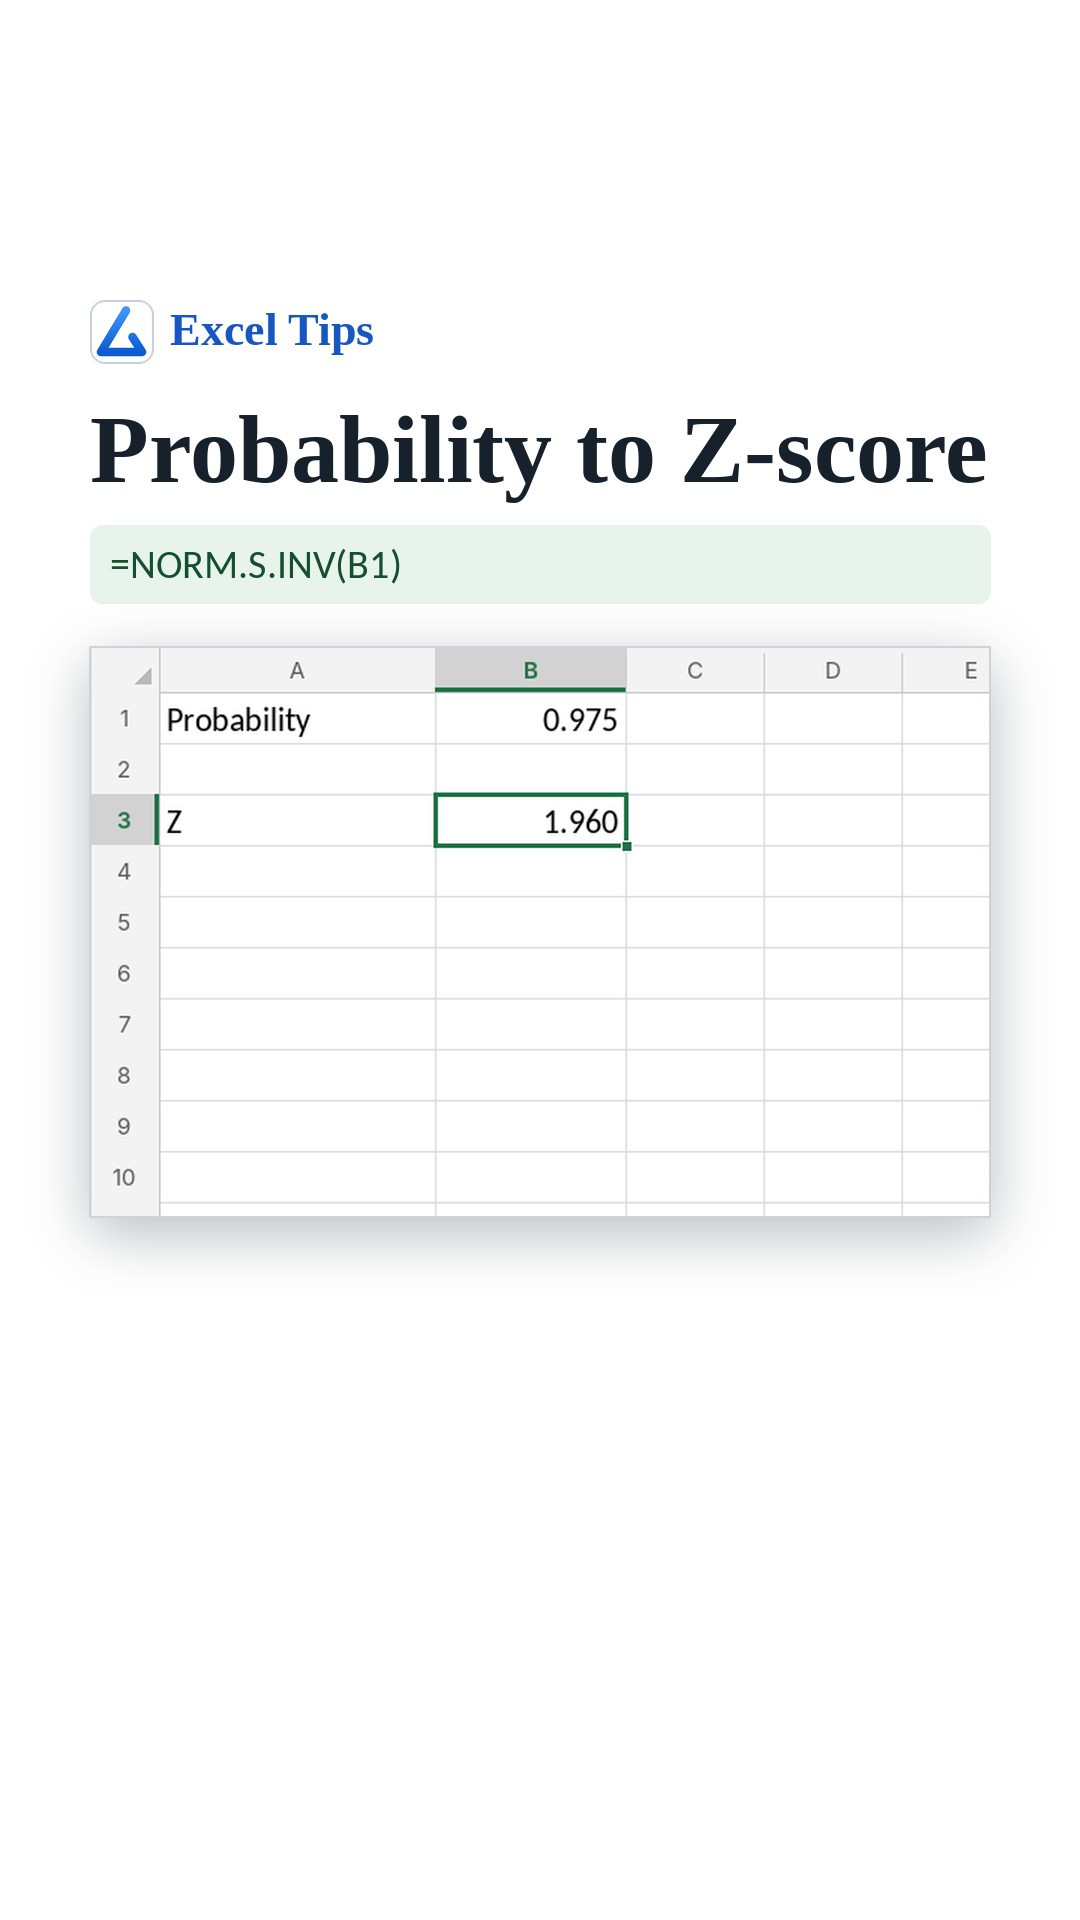 Excel Tips
Probability to Z-score
=NORM.S.INV(B1)
A B C D E
1 Probability 0.975
2
3 Z 1.960
4
5
6
7
8
9
10